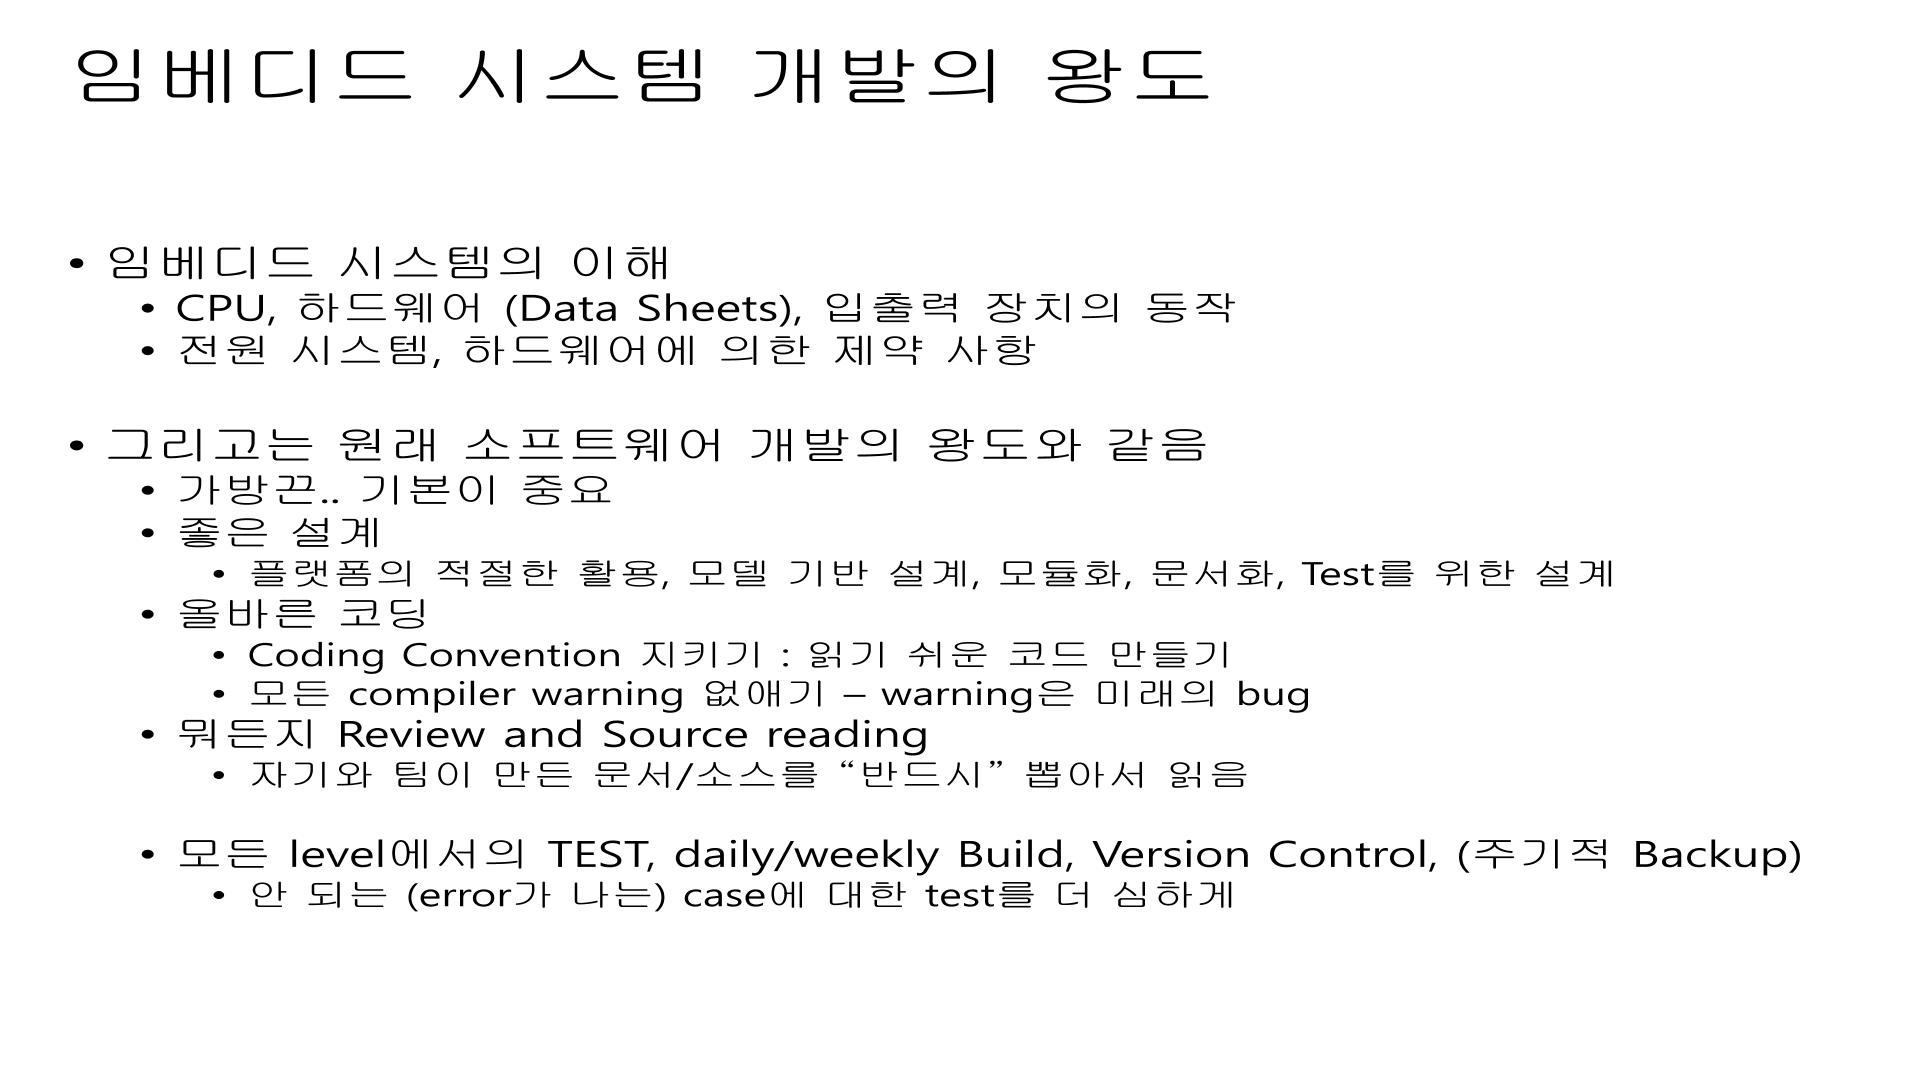 임베디드 시스템 개발의 왕도
• 임베디드 시스템의 이해
• CPU, 하드웨어 (Data Sheets), 입출력 장치의 동작
• 전원 시스템, 하드웨어에 의한 제약 사항
• 그리고는 원래 소프트웨어 개발의 왕도와 같음
• 가방끈.. 기본이 중요
• 좋은 설계
• 플랫폼의 적절한 활용, 모델 기반 설계, 모듈화, 문서화, Test를 위한 설계
• 올바른 코딩
• Coding Convention 지키기 : 읽기 쉬운 코드 만들기
• 모든 compiler warning 없애기 – warning은 미래의 bug
• 뭐든지 Review and Source reading
• 자기와 팀이 만든 문서/소스를 “반드시” 뽑아서 읽음
• 모든 level에서의 TEST, daily/weekly Build, Version Control, (주기적 Backup)
• 안 되는 (error가 나는) case에 대한 test를 더 심하게